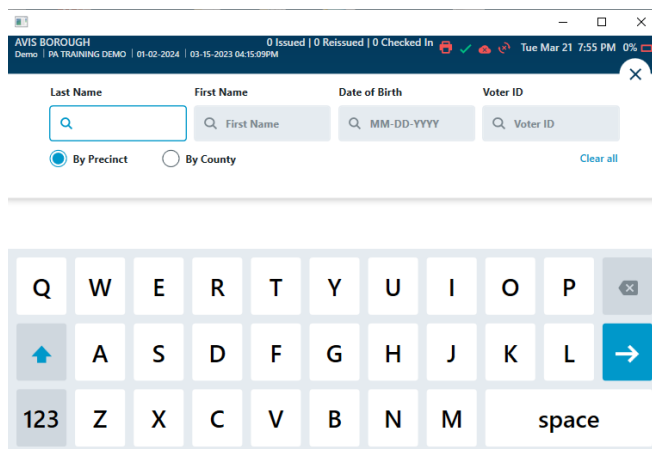 AVIS BOROUGH
0 Issued | 0 Reissued | 0 Checked In
Tue Mar 21 7:55 PM 0%
Demo | PA TRAINING DEMO | 01-02-2024 | 03-15-2023 04:15:09PM
Last Name First Name Date of Birth Voter ID
First Name MM-DD-YYYY Voter ID
By Precinct By County Clear all
Q W E R T Y U I O P
A S D F G H J K L
123 Z X C V B N M space